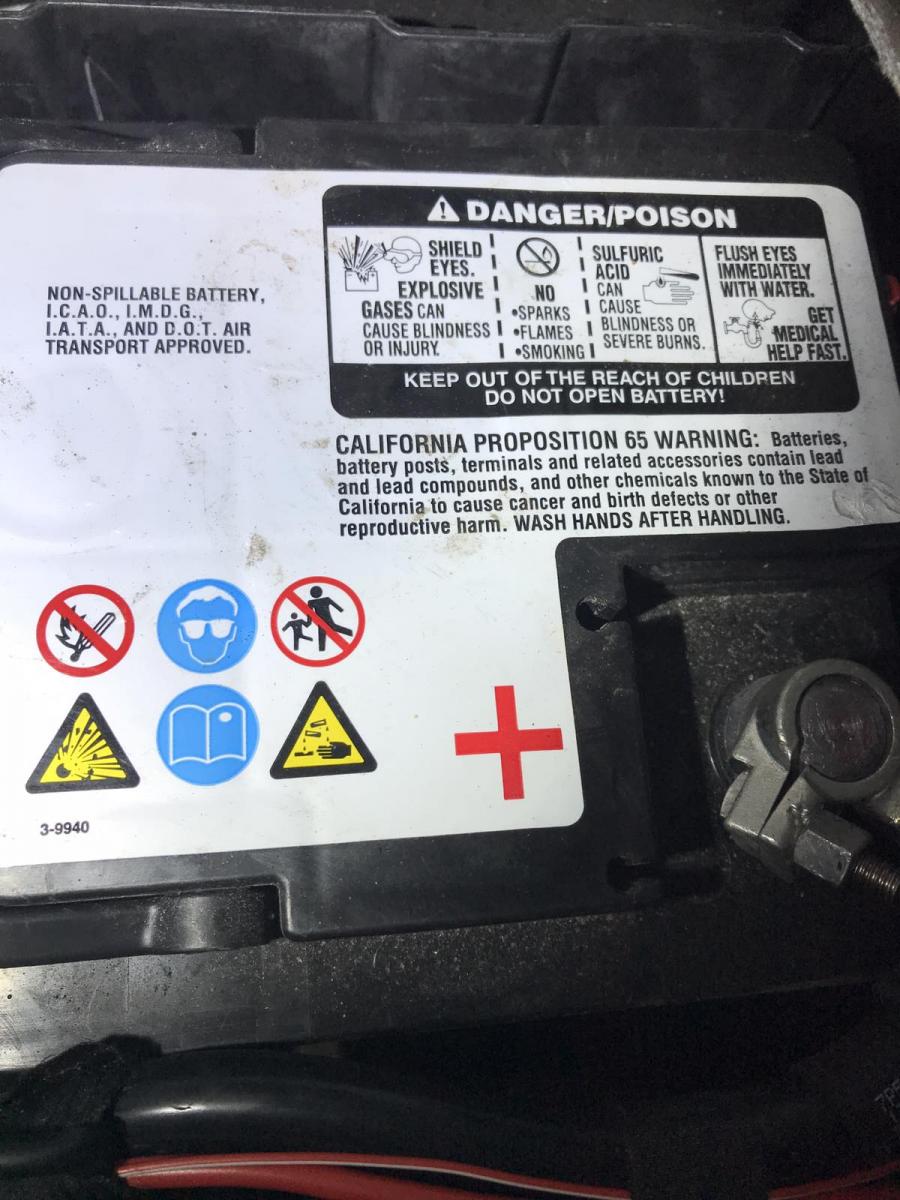 NON-SPILLABLE BATTERY,
I.C.A.O., I.M.D.G.,
I.A.T.A., AND D.O.T. AIR
TRANSPORT APPROVED.
DANGER/POISON
SHIELD
EYES.
EXPLOSIVE
GASES CAN
CAUSE BLINDNESS
OR INJURY.
NO
•SPARKS
•FLAMES
•SMOKING
SULFURIC
ACID
CAN
CAUSE
BLINDNESS OR
SEVERE BURNS.
FLUSH EYES
IMMEDIATELY
WITH WATER.
GET
MEDICAL
HELP FAST.
KEEP OUT OF THE REACH OF CHILDREN
DO NOT OPEN BATTERY!
CALIFORNIA PROPOSITION 65 WARNING: Batteries,
battery posts, terminals and related accessories contain lead
and lead compounds, and other chemicals known to the State of
California to cause cancer and birth defects or other
reproductive harm. WASH HANDS AFTER HANDLING.
3-9940